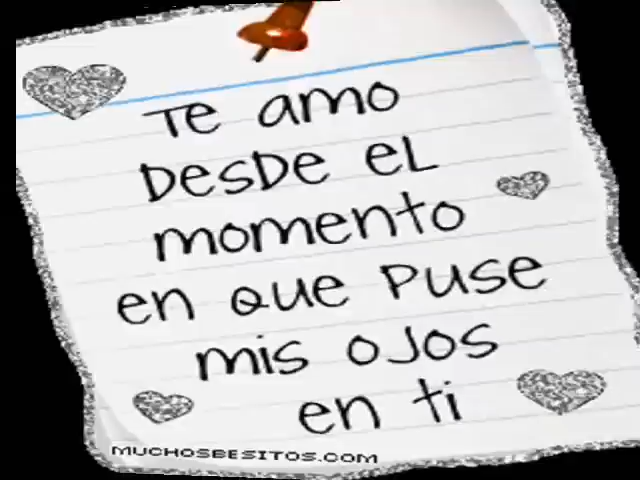 Te amo
Desde el
momento
en que puse
mis ojos
en ti
MUCHOSBESITOS.COM